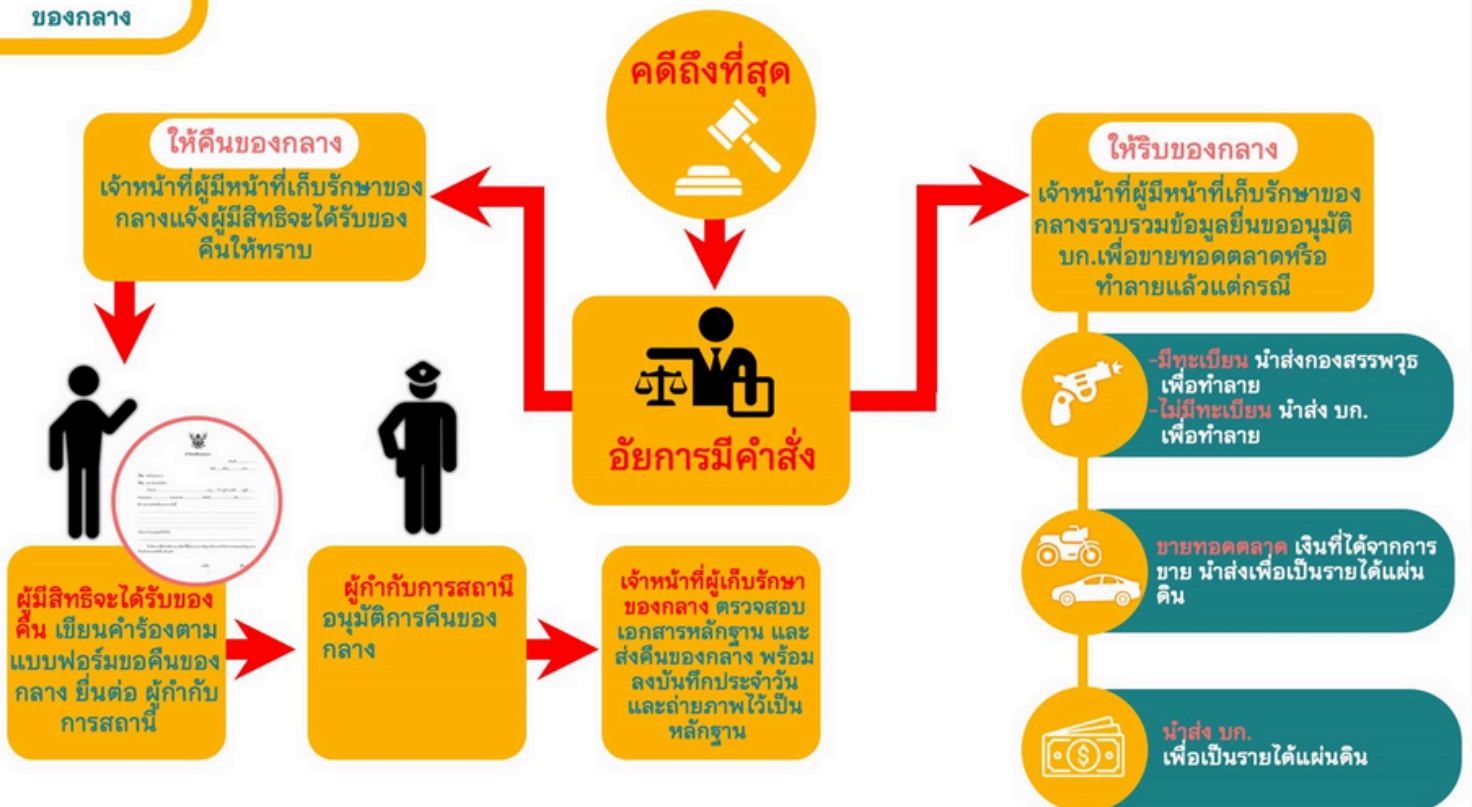 ของกลาง
คดีถึงที่สุด
ให้คืนของกลาง
เจ้าหน้าที่ผู้มีหน้าที่เก็บรักษาของ
กลางแจ้งผู้มีสิทธิจะได้รับของ
คืนให้ทราบ
ให้ริบของกลาง
เจ้าหน้าที่ผู้มีหน้าที่เก็บรักษาของ
กลางรวบรวมข้อมูลยื่นขออนุมัติ
บก.เพื่อขายทอดตลาดหรือ
ทำลายแล้วแต่กรณี
อัยการมีคำสั่ง
-มีทะเบียน นำส่งกองสรรพวุธ
เพื่อทำลาย
-ไม่มีทะเบียน นำส่ง บก.
เพื่อทำลาย
ขายทอดตลาด เงินที่ได้จากการ
ขาย นำส่งเพื่อเป็นรายได้แผ่น
ดิน
นำส่ง บก.
เพื่อเป็นรายได้แผ่นดิน
ผู้มีสิทธิจะได้รับของ
คืน เขียนคำร้องตาม
แบบฟอร์มขอคืนของ
กลาง ยื่นต่อ ผู้กำกับ
การสถานี
ผู้กำกับการสถานี
อนุมัติการคืนของ
กลาง
เจ้าหน้าที่ผู้เก็บรักษา
ของกลาง ตรวจสอบ
เอกสารหลักฐาน และ
ส่งคืนของกลาง พร้อม
ลงบันทึกประจำวัน
และถ่ายภาพไว้เป็น
หลักฐาน